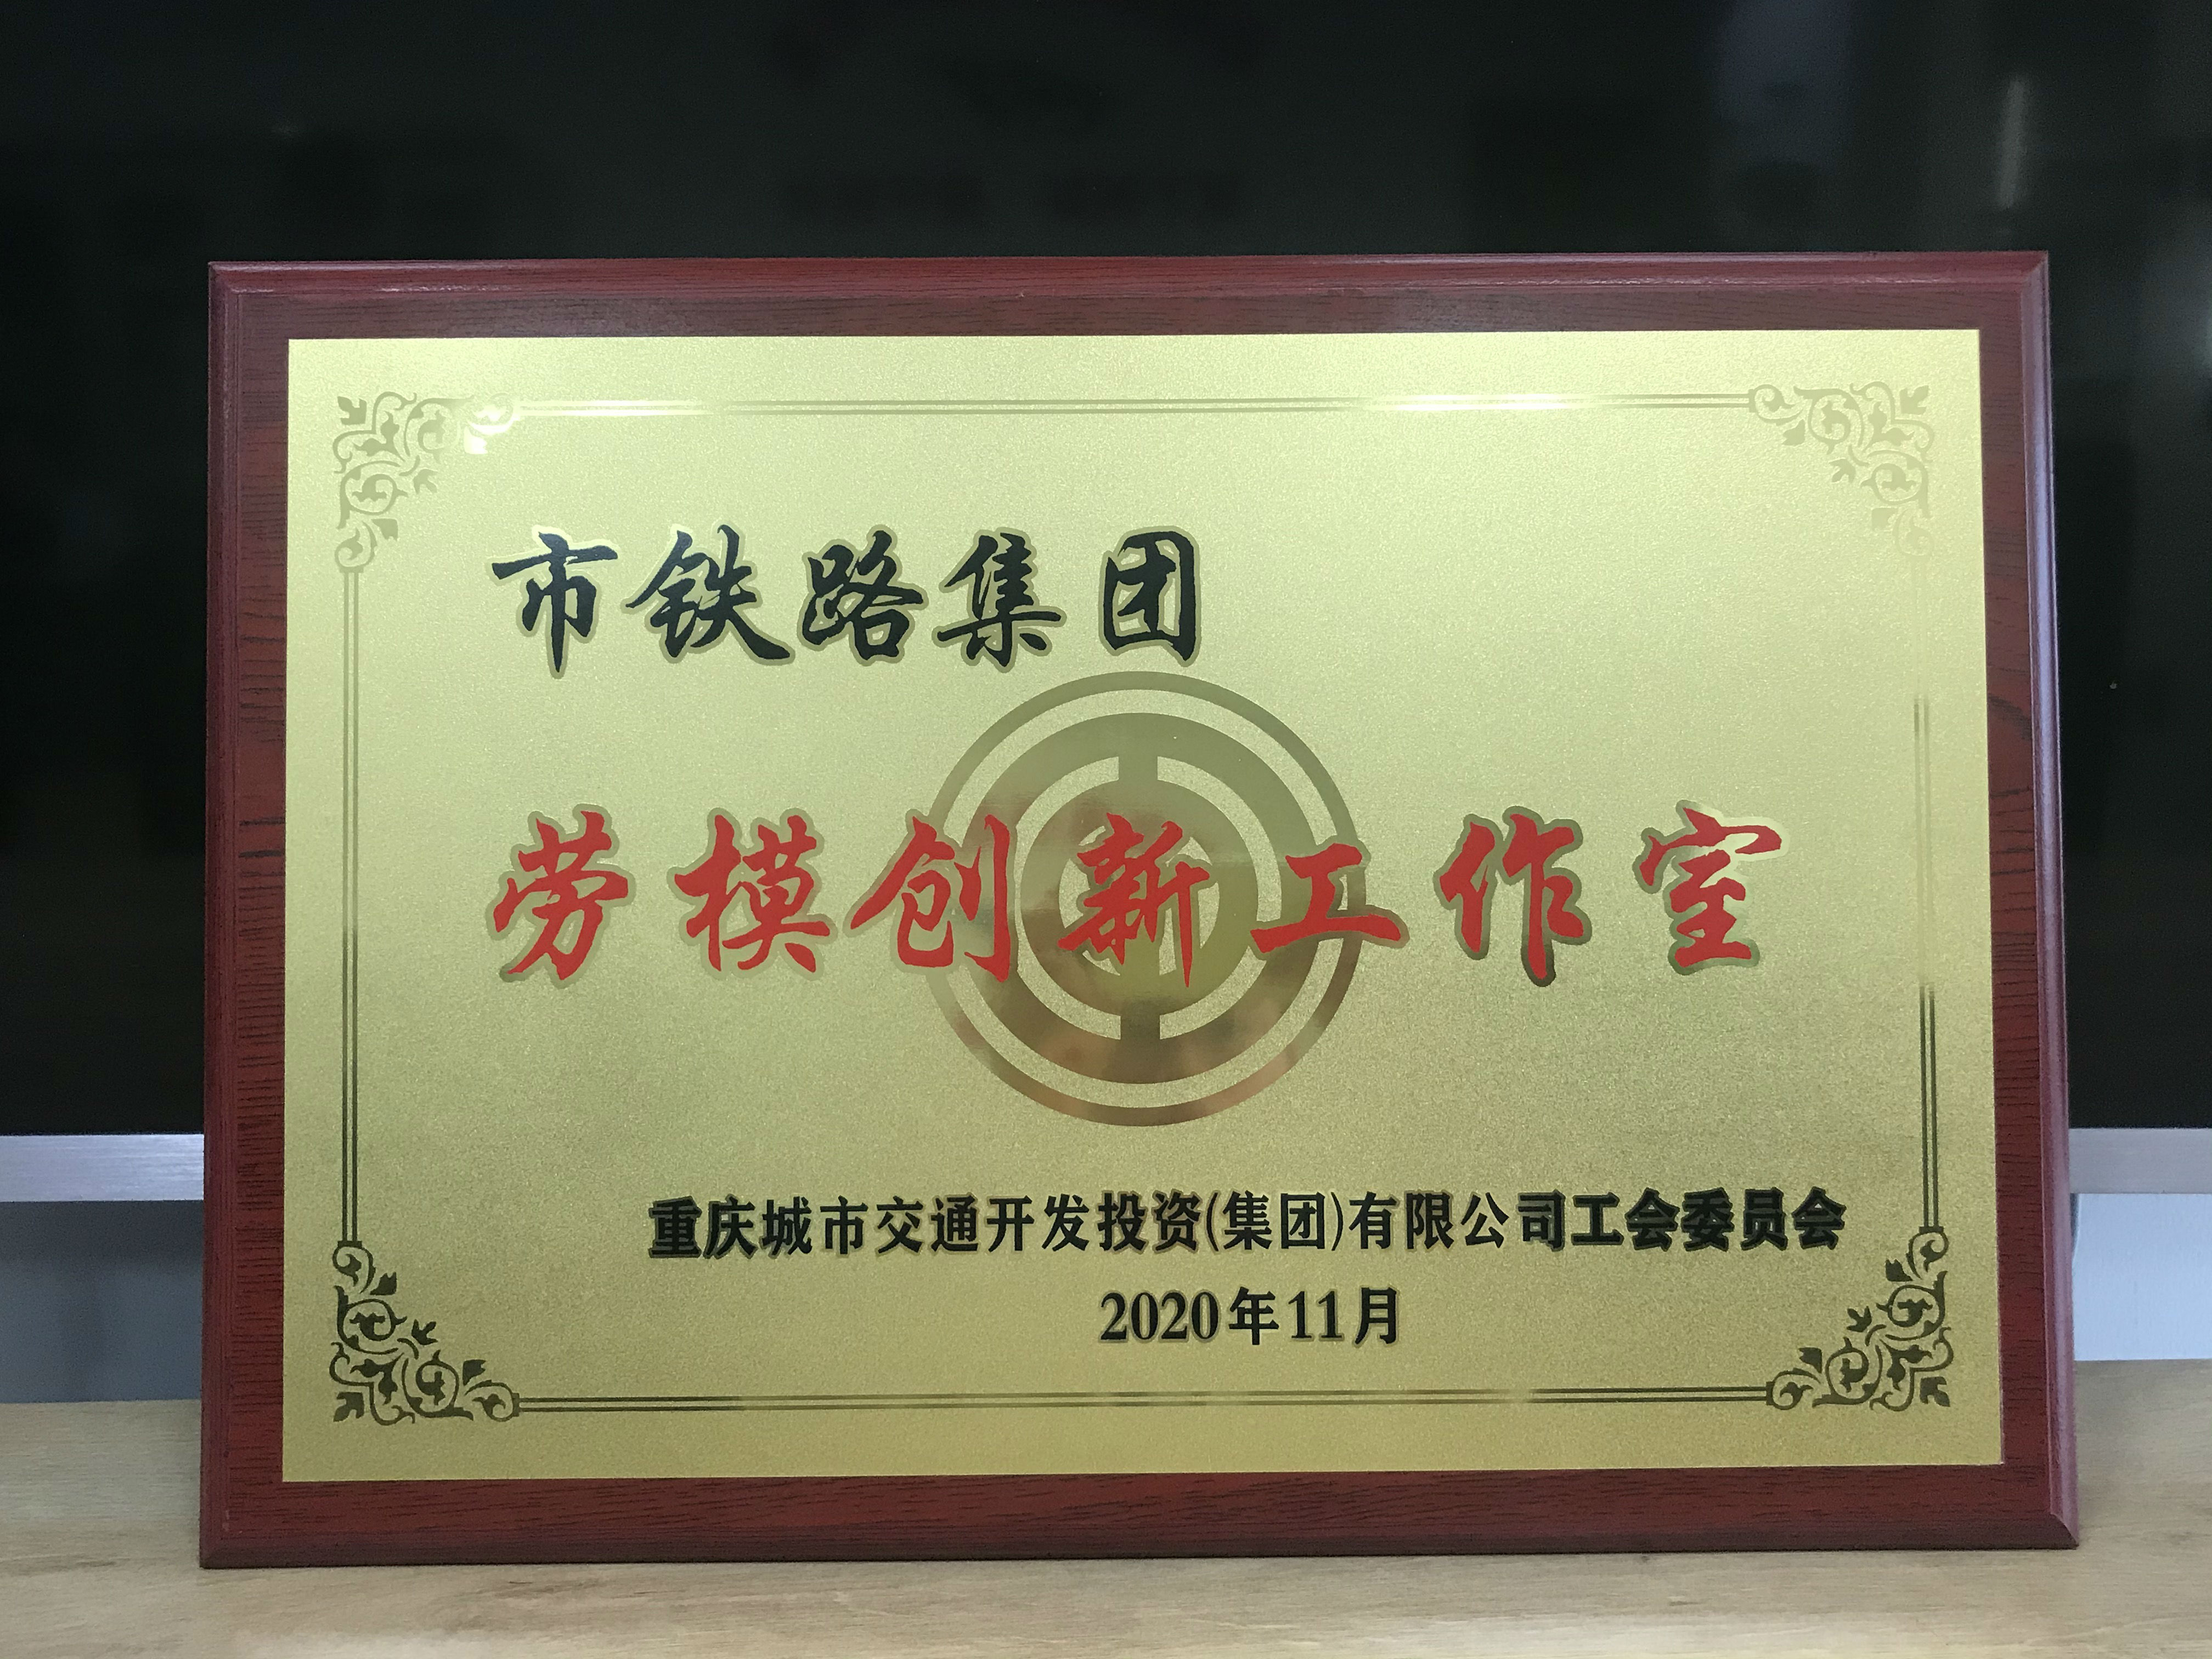 市铁路集团
劳模创新工作室
重庆城市交通开发投资(集团)有限公司工会委员会
2020年11月